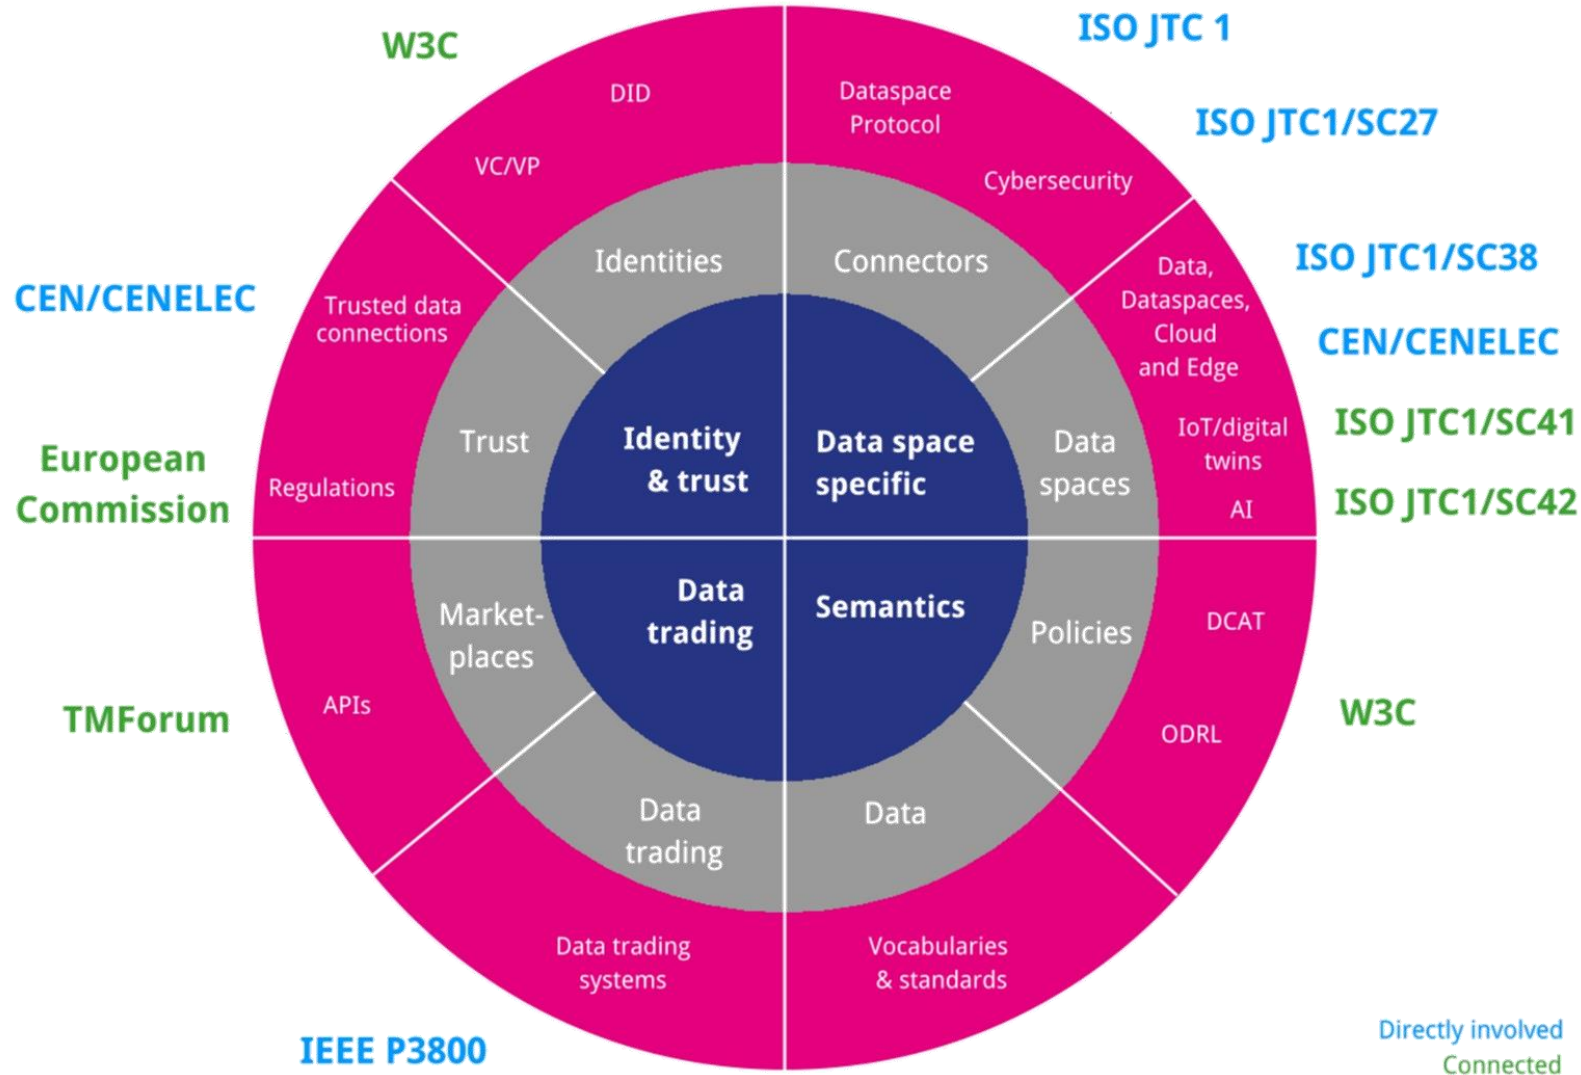 W3C
ISO JTC 1
DID
Dataspace
Protocol
ISO JTC1/SC27
VC/VP
Cybersecurity
Identities
Connectors
ISO JTC1/SC38
Data,
Dataspaces,
Cloud
and Edge
CEN/CENELEC
Trusted data
connections
CEN/CENELEC
Trust
Identity
& trust
Data space
specific
Data
spaces
IoT/digital
twins
AI
ISO JTC1/SC41
ISO JTC1/SC42
European
Commission
Regulations
Market-
places
Data
trading
Semantics
Policies
DCAT
ODRL
W3C
TMForum
APIs
Data
trading
Data
Data trading
systems
Vocabularies
& standards
IEEE P3800
Directly involved
Connected